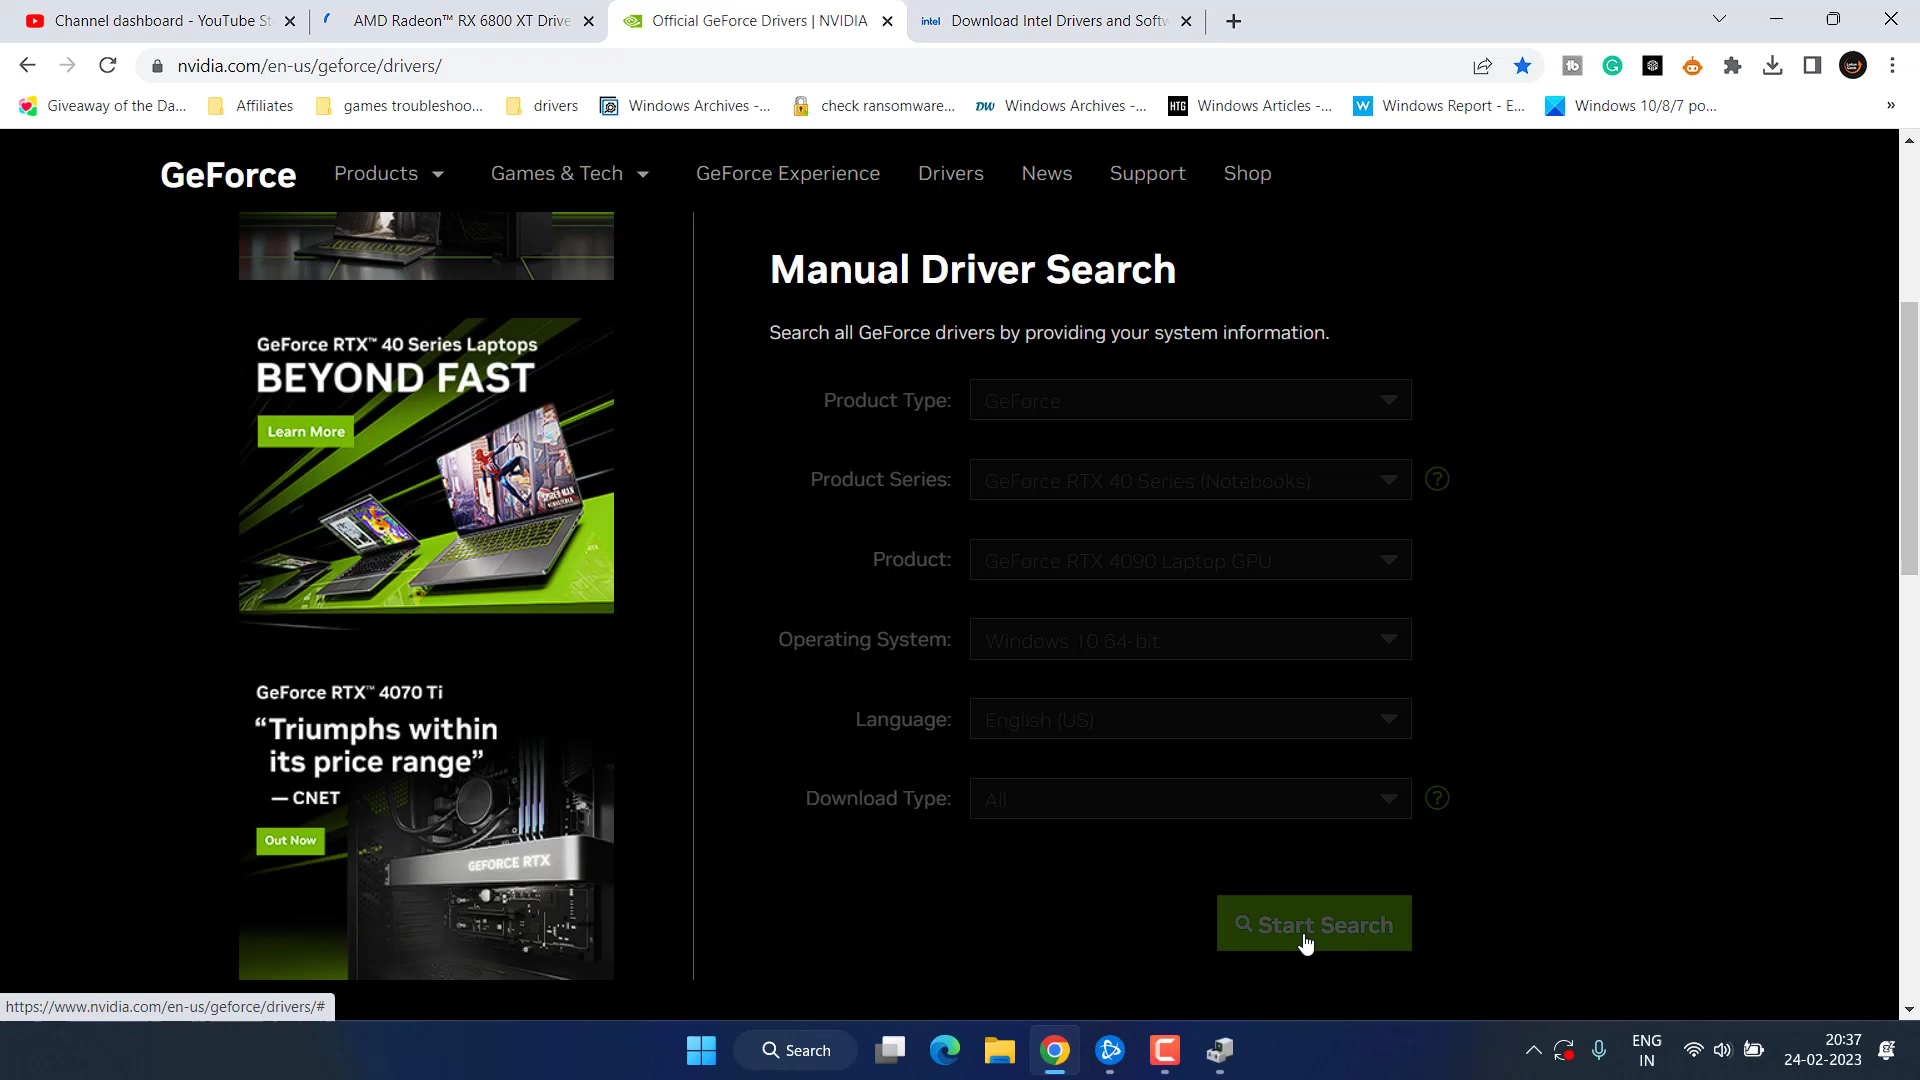 Channel dashboard - YouTube St
AMD Radeon™ RX 6800 XT Drive
Official GeForce Drivers | NVIDIA
intel Download Intel Drivers and Softw
nvidia.com/en-us/geforce/drivers/
Giveaway of the Da...
Affiliates
games troubleshoo...
drivers
Windows Archives -...
check ransomware...
DW Windows Archives -...
HTG Windows Articles -...
W Windows Report - E...
Windows 10/8/7 po...
»
GeForce
Products
Games & Tech
GeForce Experience
Drivers
News
Support
Shop
GeForce RTX™ 40 Series Laptops
BEYOND FAST
Learn More
GeForce RTX™ 4070 Ti
“Triumphs within
its price range”
— CNET
Out Now
GEFORCE RTX
Manual Driver Search
Search all GeForce drivers by providing your system information.
Product Type: GeForce
Product Series: GeForce RTX 40 Series (Notebooks) ?
Product: GeForce RTX 4090 Laptop GPU
Operating System: Windows 10 64-bit
Language: English (US)
Download Type: All ?
Start Search
https://www.nvidia.com/en-us/geforce/drivers/#
Search
ENG
IN
20:37
24-02-2023